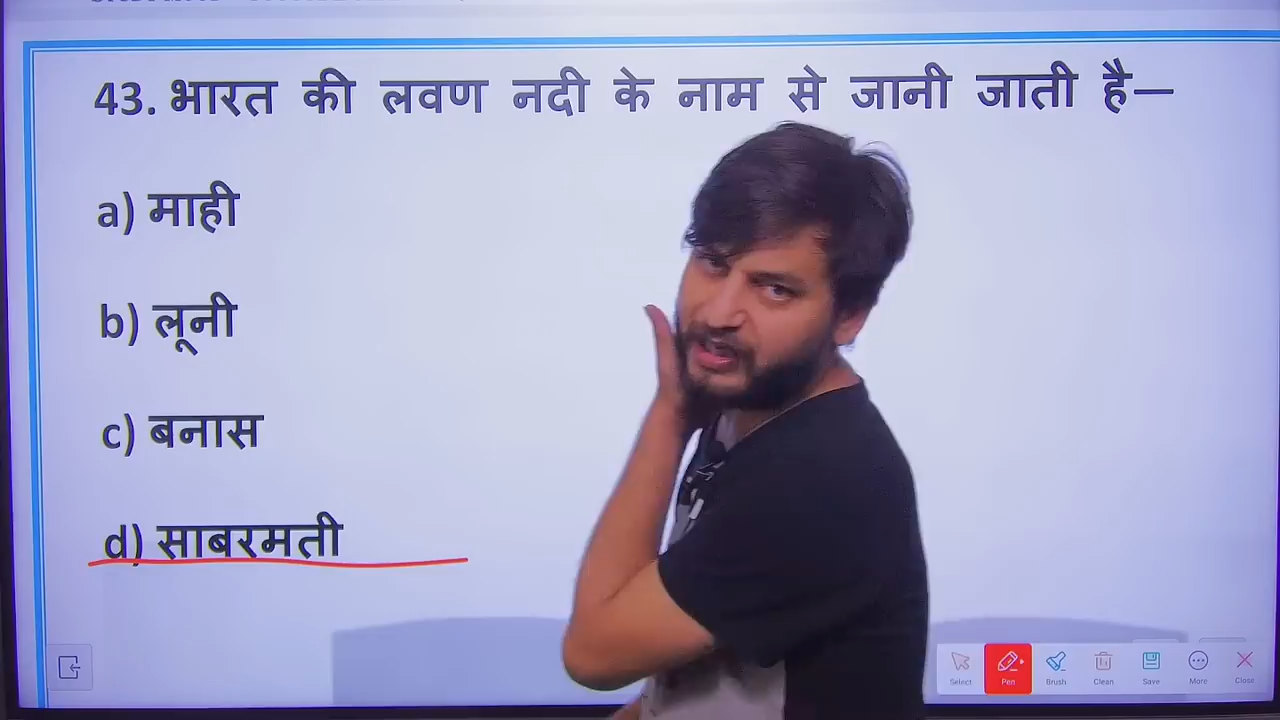 43. भारत की लवण नदी के नाम से जानी जाती है—
a) माही
b) लूनी
c) बनास
d) साबरमती
Select Pen Brush Clean Save More Close